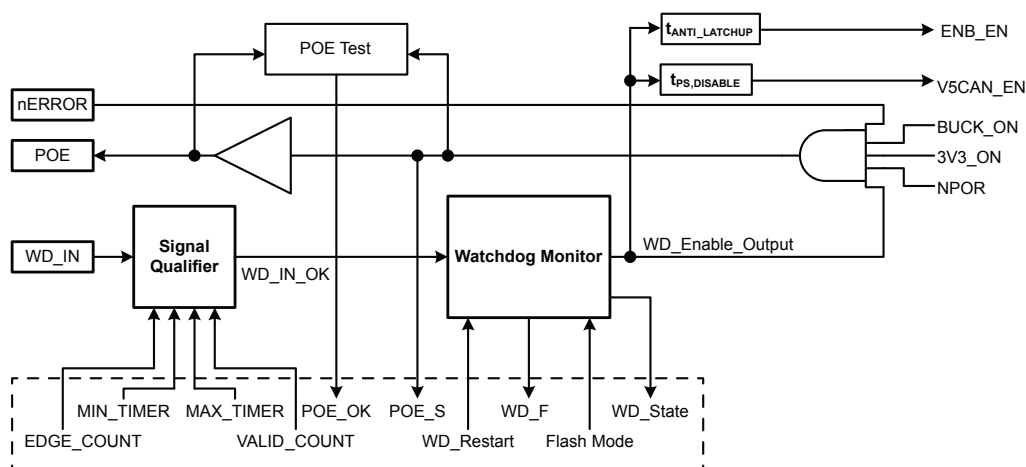 POE Test
tANTI_LATCHUP
ENB_EN
tPS,DISABLE
V5CAN_EN
nERROR
BUCK_ON
POE
3V3_ON
NPOR
WD_IN
Signal
Qualifier
WD_IN_OK
Watchdog Monitor
WD_Enable_Output
MIN_TIMER
MAX_TIMER
POE_OK
POE_S
WD_F
WD_State
EDGE_COUNT
VALID_COUNT
WD_Restart
Flash Mode